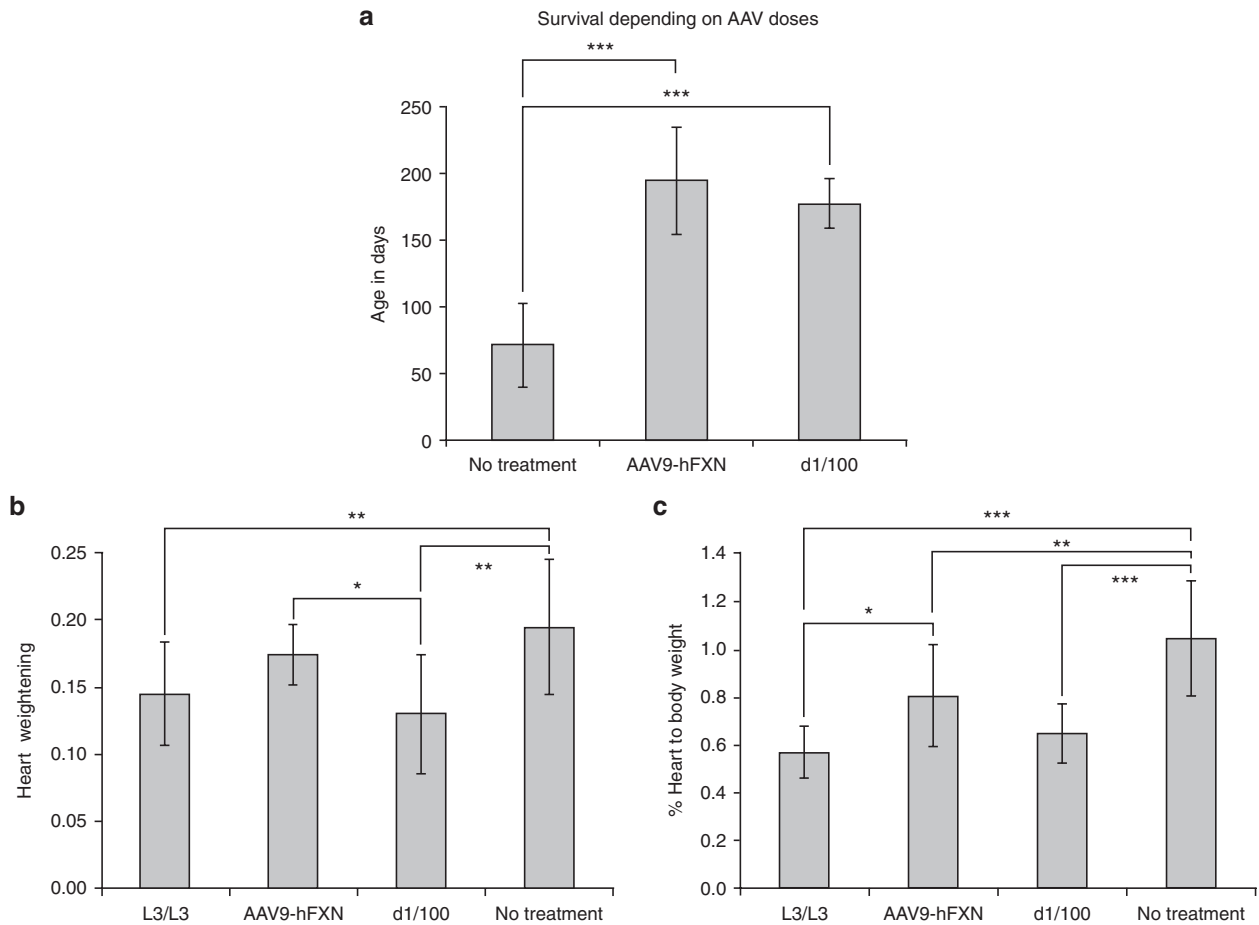 a
Survival depending on AAV doses
***
***
250
200
150
100
50
0
Age in days
No treatment AAV9-hFXN d1/100
b
**
**
*
0.25
0.20
0.15
0.10
0.05
0.00
Heart weightening
L3/L3 AAV9-hFXN d1/100 No treatment
c
***
**
***
*
1.4
1.2
1.0
0.8
0.6
0.4
0.2
0.0
% Heart to body weight
L3/L3 AAV9-hFXN d1/100 No treatment